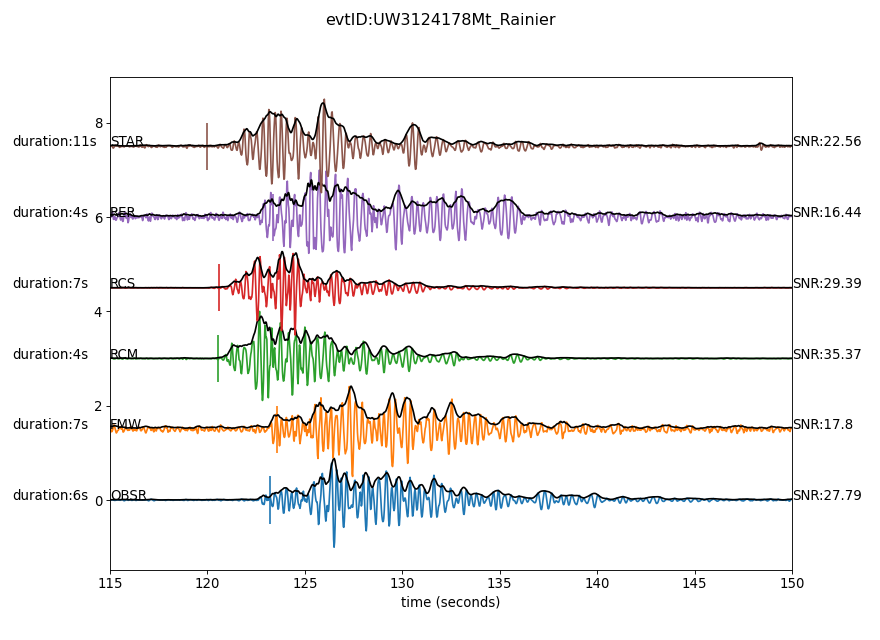 evtID:UW3124178Mt_Rainier
8
duration:11s STAR SNR:22.56
duration:4s RER SNR:16.44
6
duration:7s RCS SNR:29.39
4
duration:4s RCM SNR:35.37
2
duration:7s FMW SNR:17.8
duration:6s 0 OBSR SNR:27.79
115 120 125 130 135 140 145 150
time (seconds)